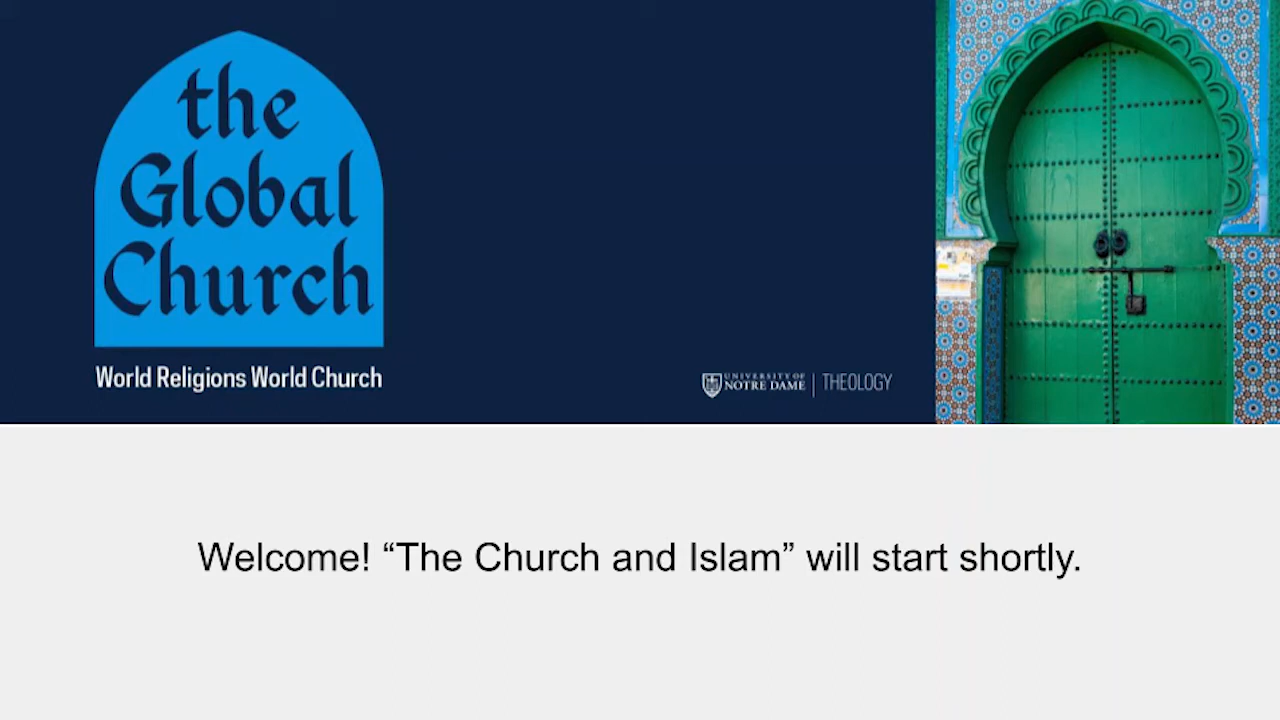 the
Global
Church
World Religions World Church
UNIVERSITY OF
NOTRE DAME
THEOLOGY
Welcome! “The Church and Islam” will start shortly.